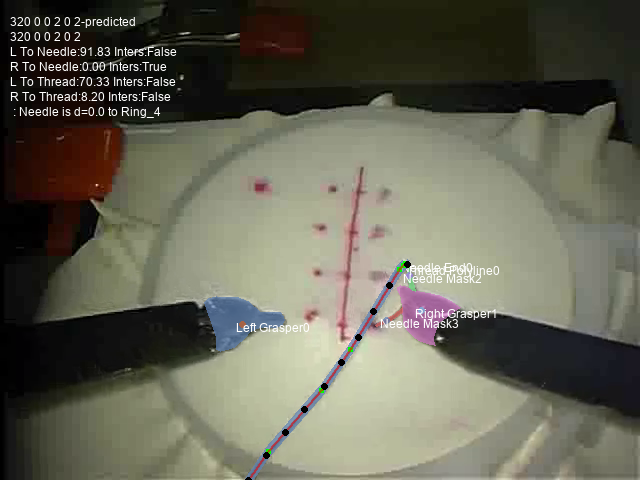 320 0 0 2 0 2-predicted
320 0 0 2 0 2
L To Needle:91.83 Inters:False
R To Needle:0.00 Inters:True
L To Thread:70.33 Inters:False
R To Thread:8.20 Inters:False
: Needle is d=0.0 to Ring_4
Needle End0
Thread Polyline0
Needle Mask2
Right Grasper1
Needle Mask3
Left Grasper0